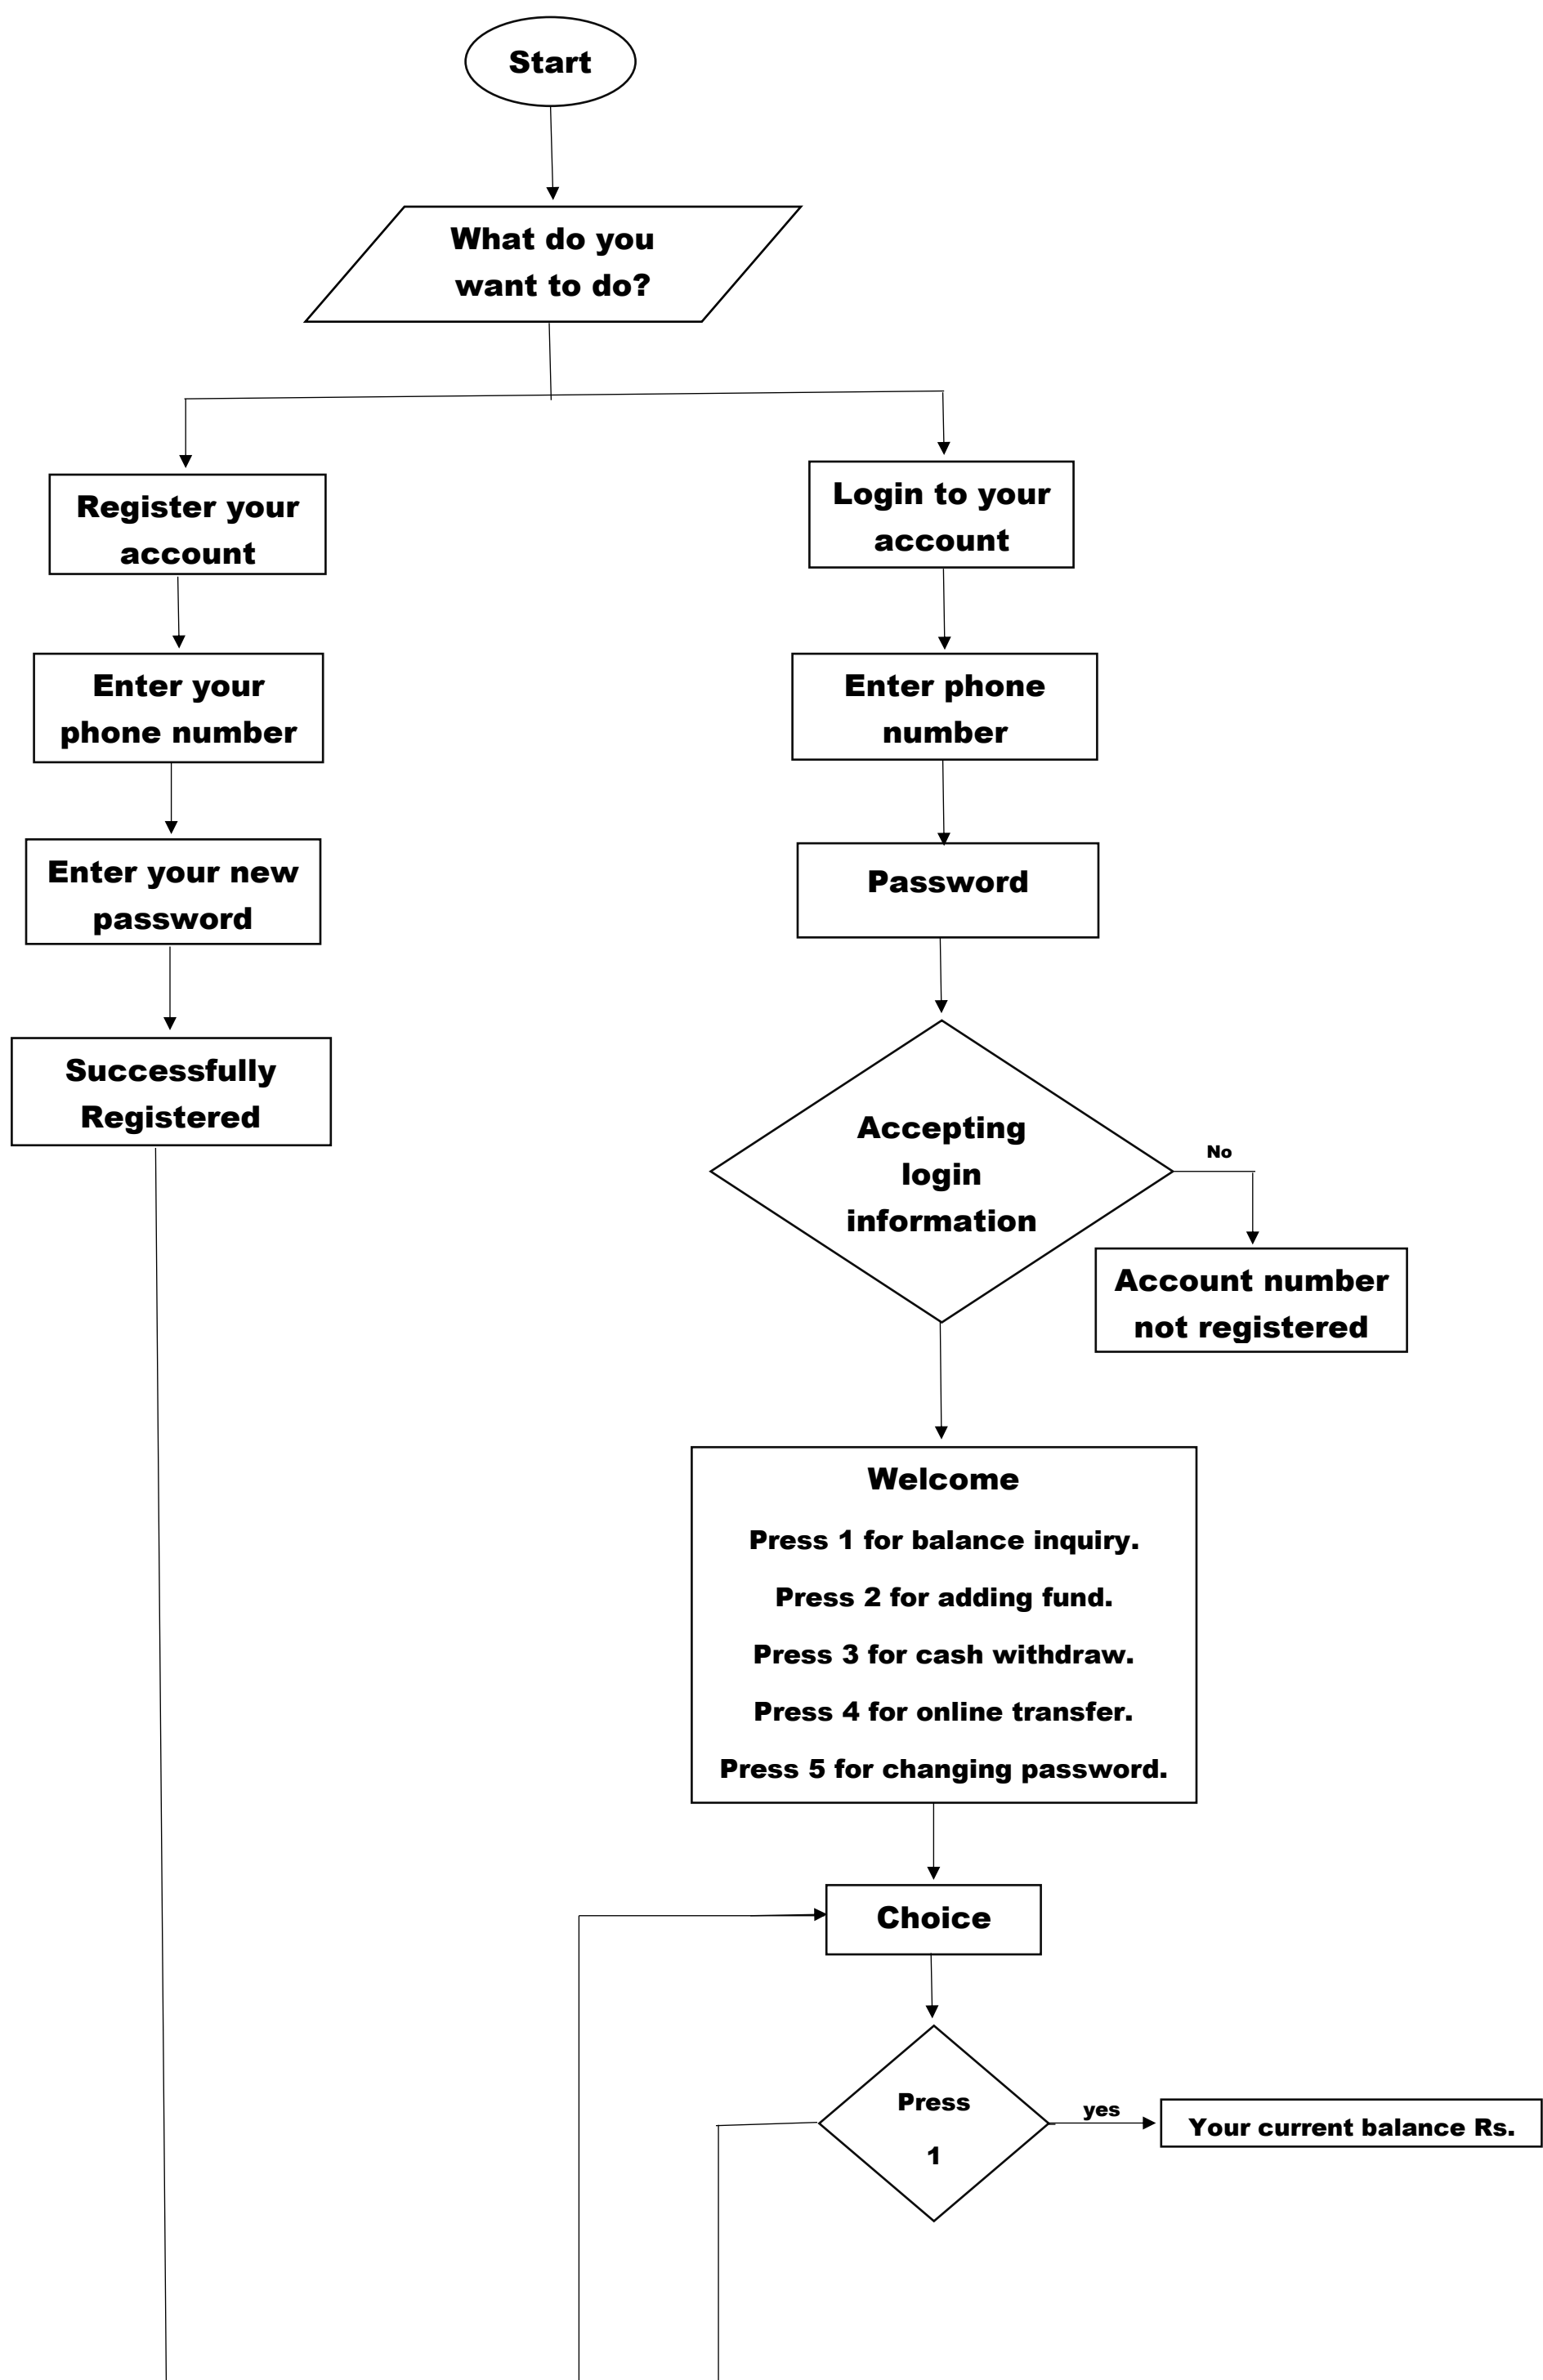 Start
What do you
want to do?
Register your
account
Login to your
account
Enter your
phone number
Enter phone
number
Enter your new
password
Password
Successfully
Registered
Accepting
login
information
No
Account number
not registered
Welcome
Press 1 for balance inquiry.
Press 2 for adding fund.
Press 3 for cash withdraw.
Press 4 for online transfer.
Press 5 for changing password.
Choice
Press
1
yes
Your current balance Rs.